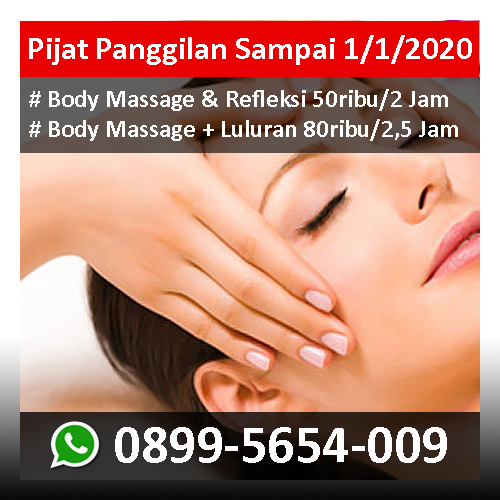 Pijat Panggilan Sampai 1/1/2020
# Body Massage & Refleksi 50ribu/2 Jam
# Body Massage + Luluran 80ribu/2,5 Jam
0899-5654-009